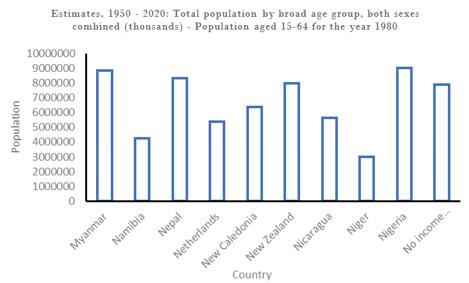 Estimates, 1950 - 2020: Total population by broad age group, both sexes
combined (thousands) - Population aged 15-64 for the year 1980
10000000
9000000
8000000
7000000
6000000
5000000
4000000
3000000
2000000
1000000
0
Population
Myanmar
Namibia
Nepal
Netherlands
New Caledonia
New Zealand
Nicaragua
Niger
Nigeria
No income...
Country